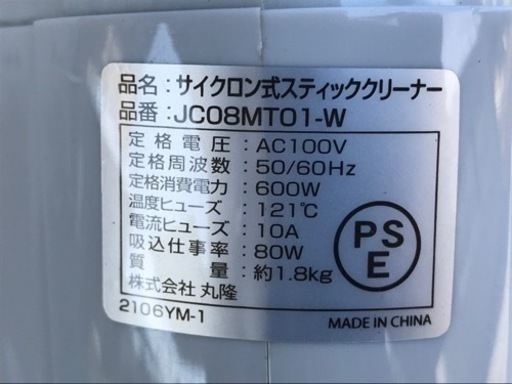 品名：サイクロン式スティッククリーナー
品番：JC08MT01-W
定格電圧：AC100V
定格周波数：50/60Hz
定格消費電力：600W
温度ヒューズ：121℃
電流ヒューズ：10A
吸込仕事率：80W
質量：約1.8kg
株式会社 丸隆
2106YM-1
PS
E
MADE IN CHINA